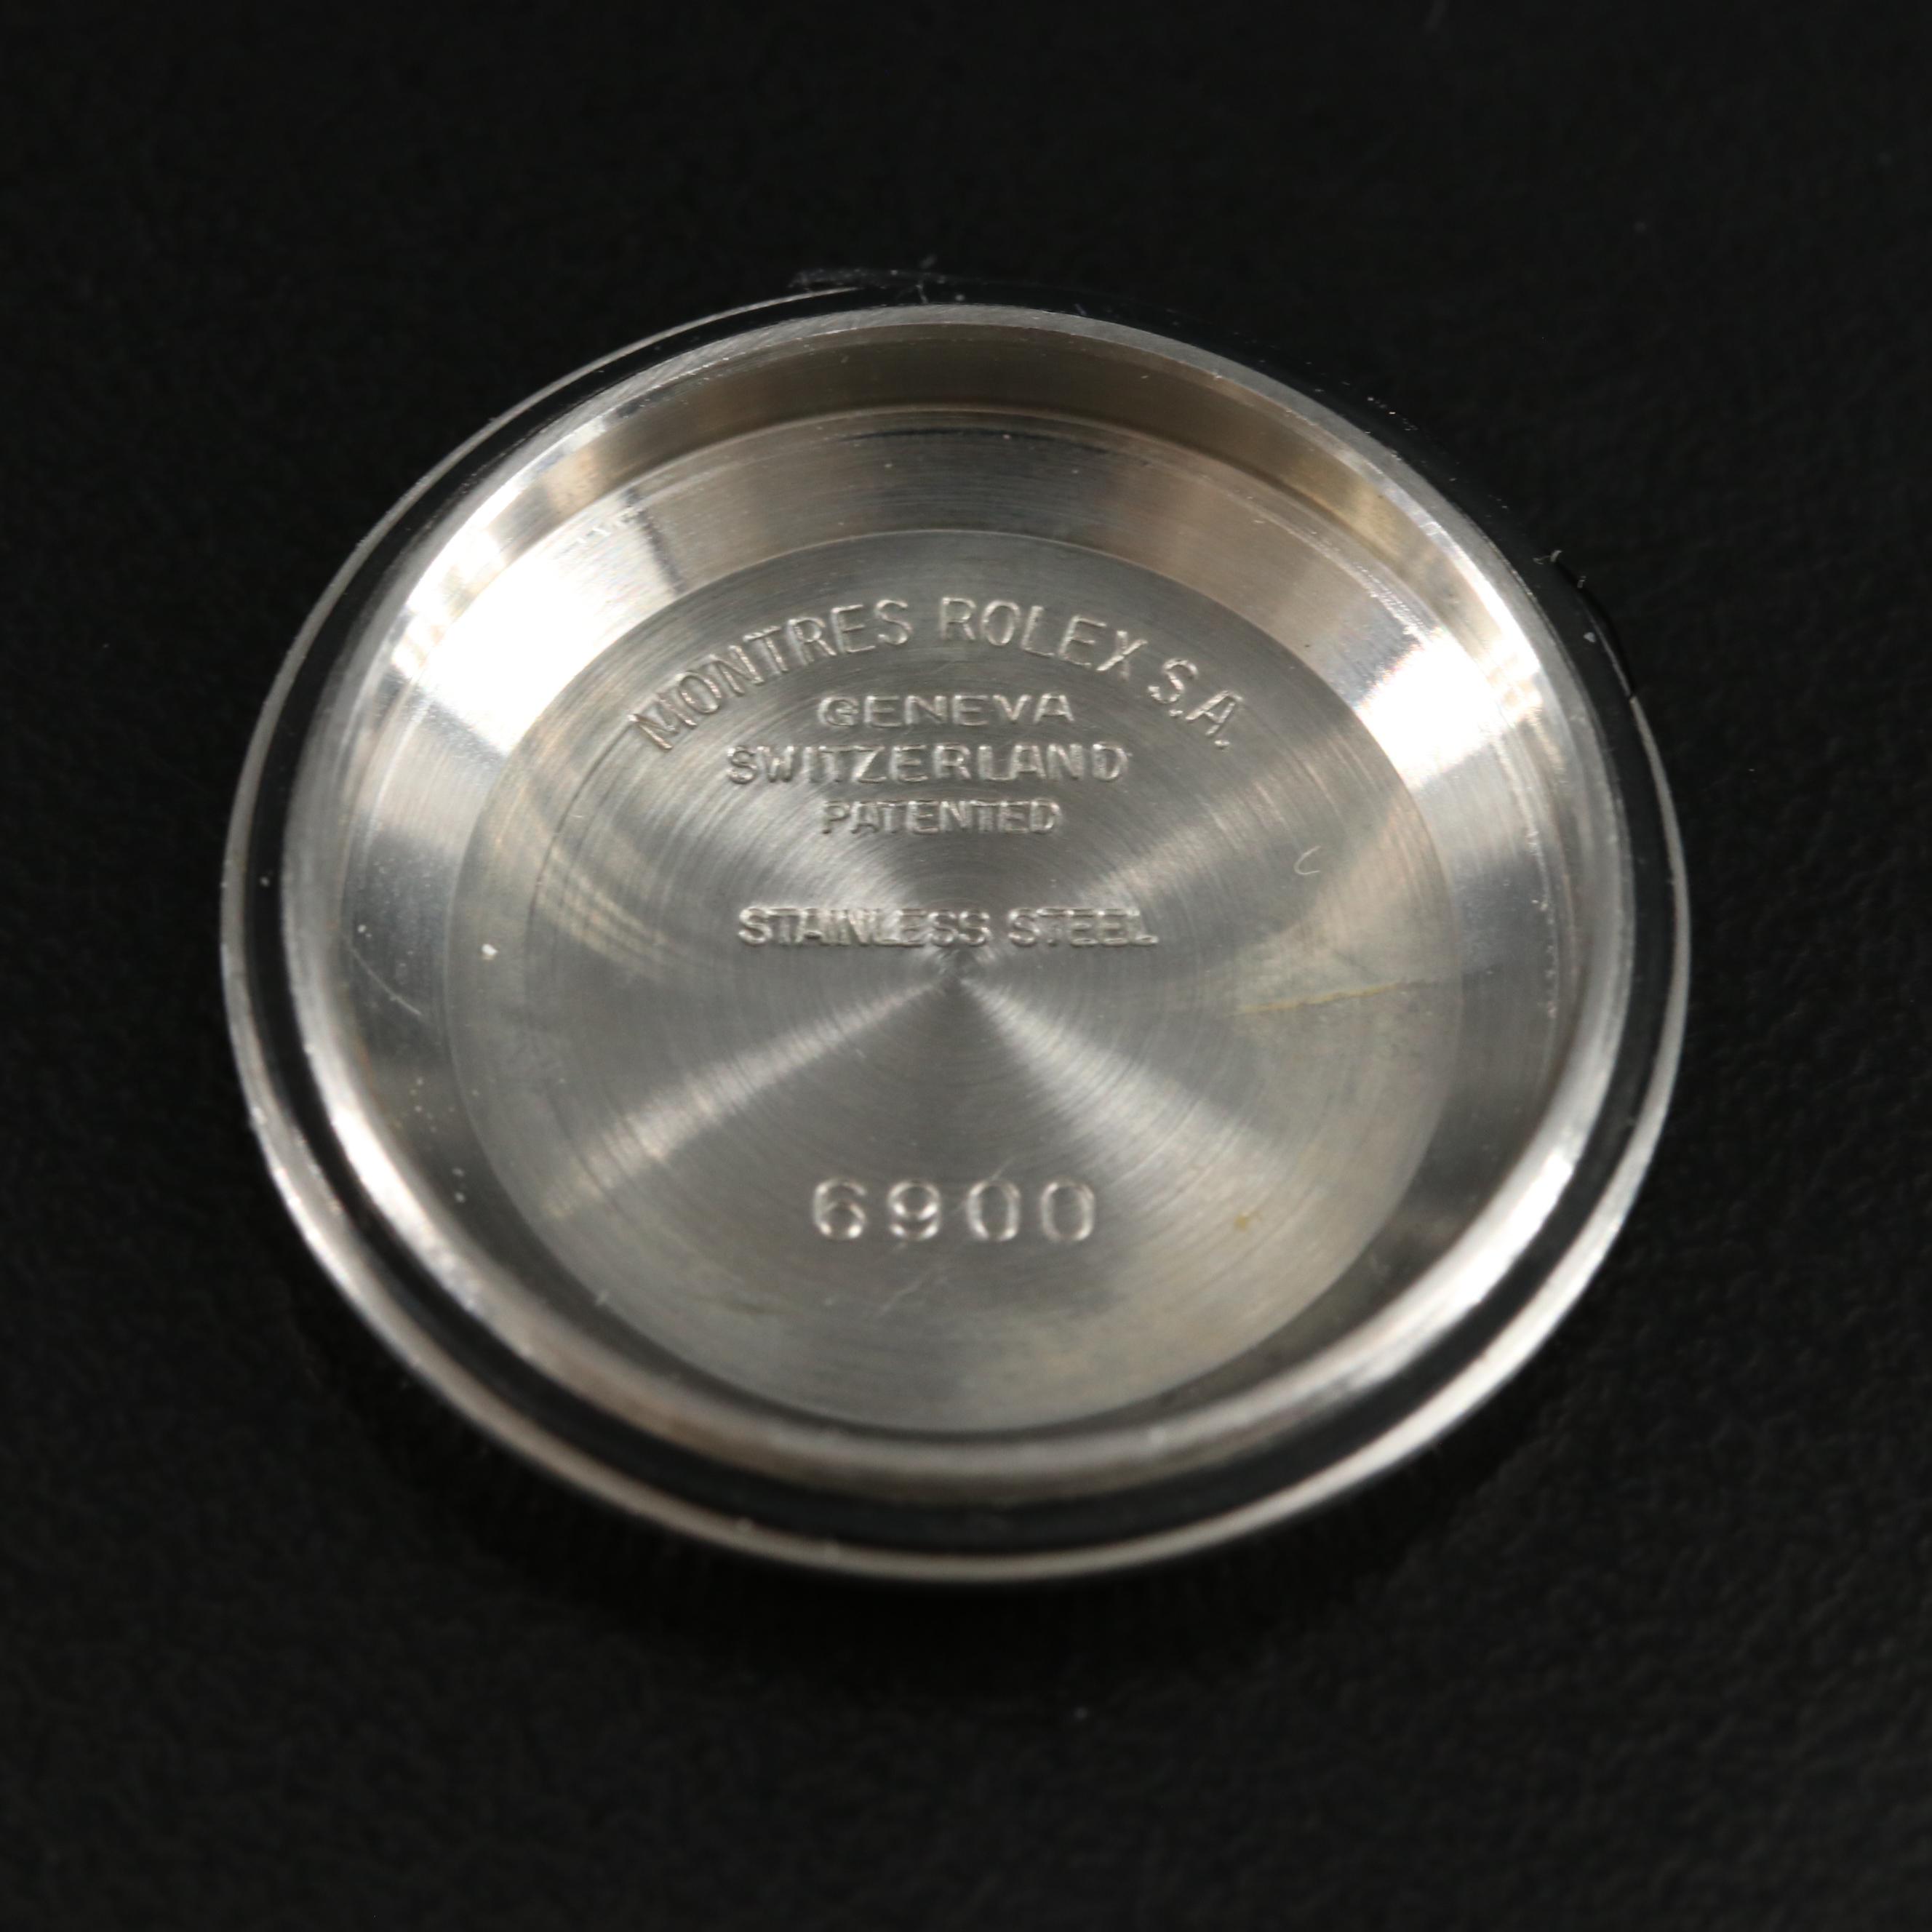 MONTRES ROLEX S.A.
GENEVA
SWITZERLAND
PATENTED
STAINLESS STEEL
6900